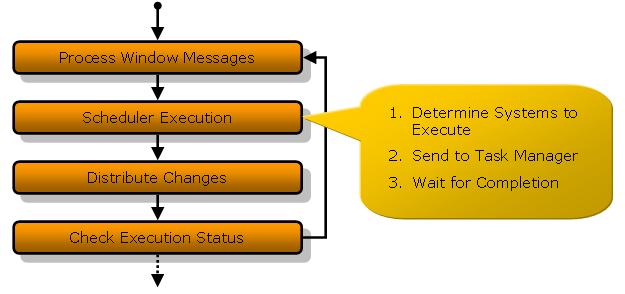 Process Window Messages
Scheduler Execution
Distribute Changes
Check Execution Status
1. Determine Systems to
Execute
2. Send to Task Manager
3. Wait for Completion